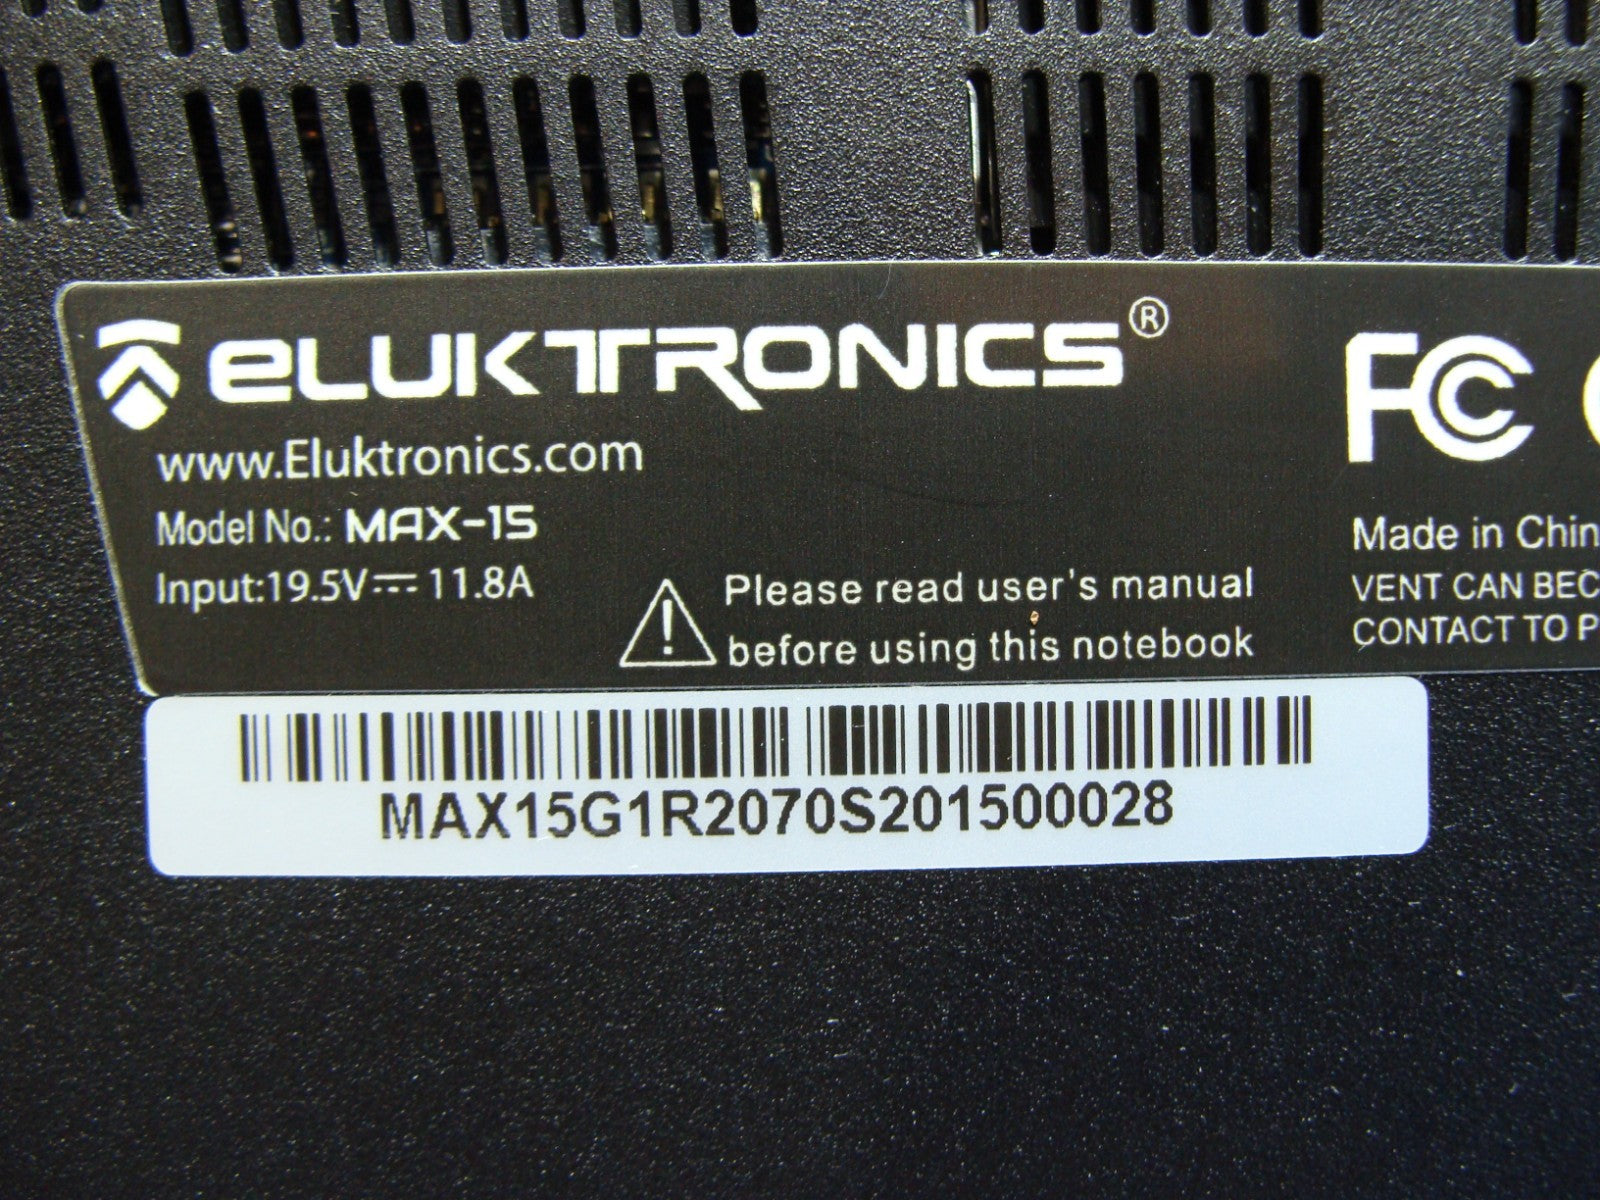 eLUKTRONICS®
www.Eluktronics.com
Model No.: MAX-15
Input:19.5V⎓11.8A
Please read user's manual
before using this notebook
FC
Made in Chin
VENT CAN BEC
CONTACT TO P
MAX15G1R2070S201500028